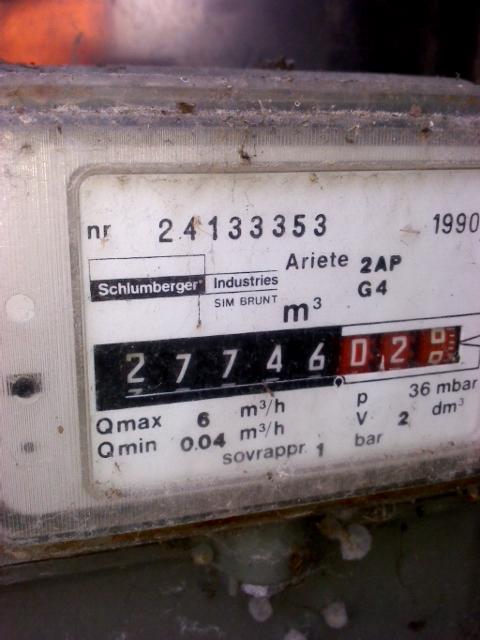 nr 24133353 1990
Ariete 2AP
Schlumberger Industries G4
SIM BRUNT m³
27746 02
Qmax 6 m³/h p 36 mbar
Qmin 0.04 m³/h V 2 dm³
sovrappr. 1 bar